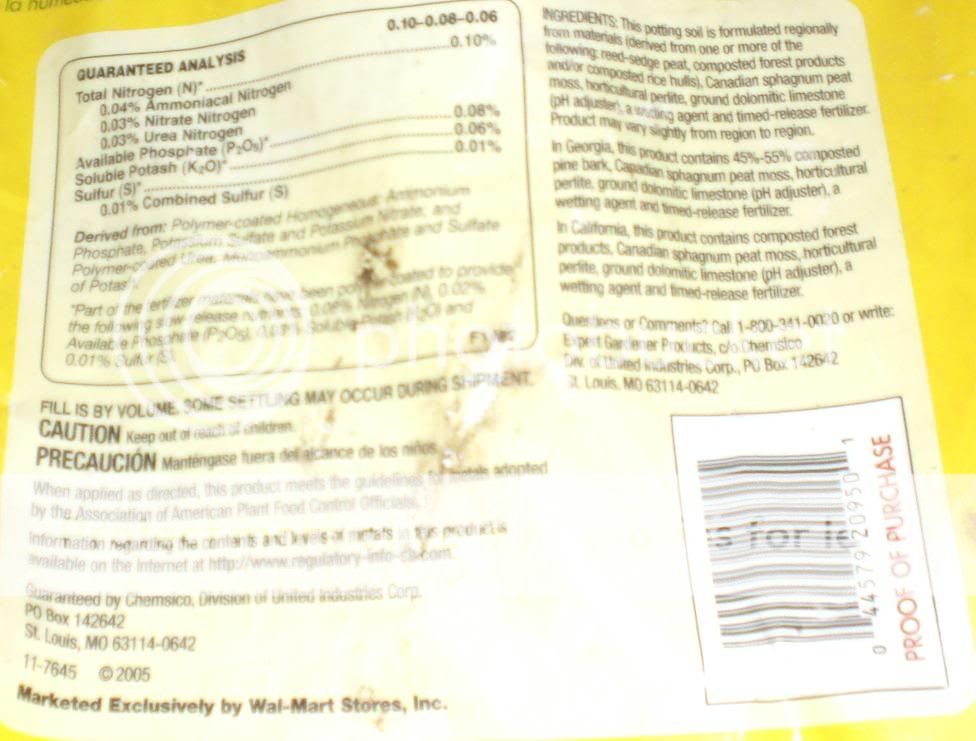 la
0.10-0.08-0.06
GUARANTEED ANALYSIS
Total Nitrogen (N)* 0.10%
0.04% Ammoniacal Nitrogen
0.03% Nitrate Nitrogen
0.03% Urea Nitrogen
Available Phosphate (P₂O₅)* 0.08%
Soluble Potash (K₂O)* 0.06%
Sulfur (S)* 0.01%
0.01% Combined Sulfur (S)
Derived from: Polymer-coated Homogeneous Ammonium
Phosphate, Potassium Sulfate and Potassium Nitrate; and
Polymer-coated Urea, Monoammonium Phosphate and Sulfate
of Potash
*Part of the fertilizer materials have been coated to provide
the following slow release nutrients: Nitrogen (N), 0.02%
Available Phosphate (P₂O₅), Soluble Potash (K₂O) and
0.01% Sulfur (S)
FILL IS BY VOLUME. SOME SETTLING MAY OCCUR DURING SHIPMENT.
CAUTION Keep out of reach of children.
PRECAUCIÓN Manténgase fuera del alcance de los niños.
When applied as directed, this product meets the guidelines for metals adopted
by the Association of American Plant Food Control Officials.
Information regarding the contents and levels of metals in this product is
available on the Internet at http://www.regulatory-info-
Guaranteed by Chemsico, Division of United Industries Corp.
PO Box 142642
St. Louis, MO 63114-0642
11-7645 ©2005
Marketed Exclusively by Wal-Mart Stores, Inc.
INGREDIENTS: This potting soil is formulated regionally
from materials (derived from one or more of the
following: reed-sedge peat, composted forest products
and/or composted rice hulls), Canadian sphagnum peat
moss, horticultural perlite, ground dolomitic limestone
(pH adjuster), a wetting agent and timed-release fertilizer.
Product may vary slightly from region to region.
In Georgia, this product contains 45%-55% composted
pine bark, Canadian sphagnum peat moss, horticultural
perlite, ground dolomitic limestone (pH adjuster), a
wetting agent and timed-release fertilizer.
In California, this product contains composted forest
products, Canadian sphagnum peat moss, horticultural
perlite, ground dolomitic limestone (pH adjuster), a
wetting agent and timed-release fertilizer.
Questions or Comments? Call 1-800-341-0020 or write:
Expert Gardener Products, c/o Chemsico
Div. of United Industries Corp., PO Box 142642
St. Louis, MO 63114-0642
0 44579 20950 1
PROOF OF PURCHASE
photo
s for le